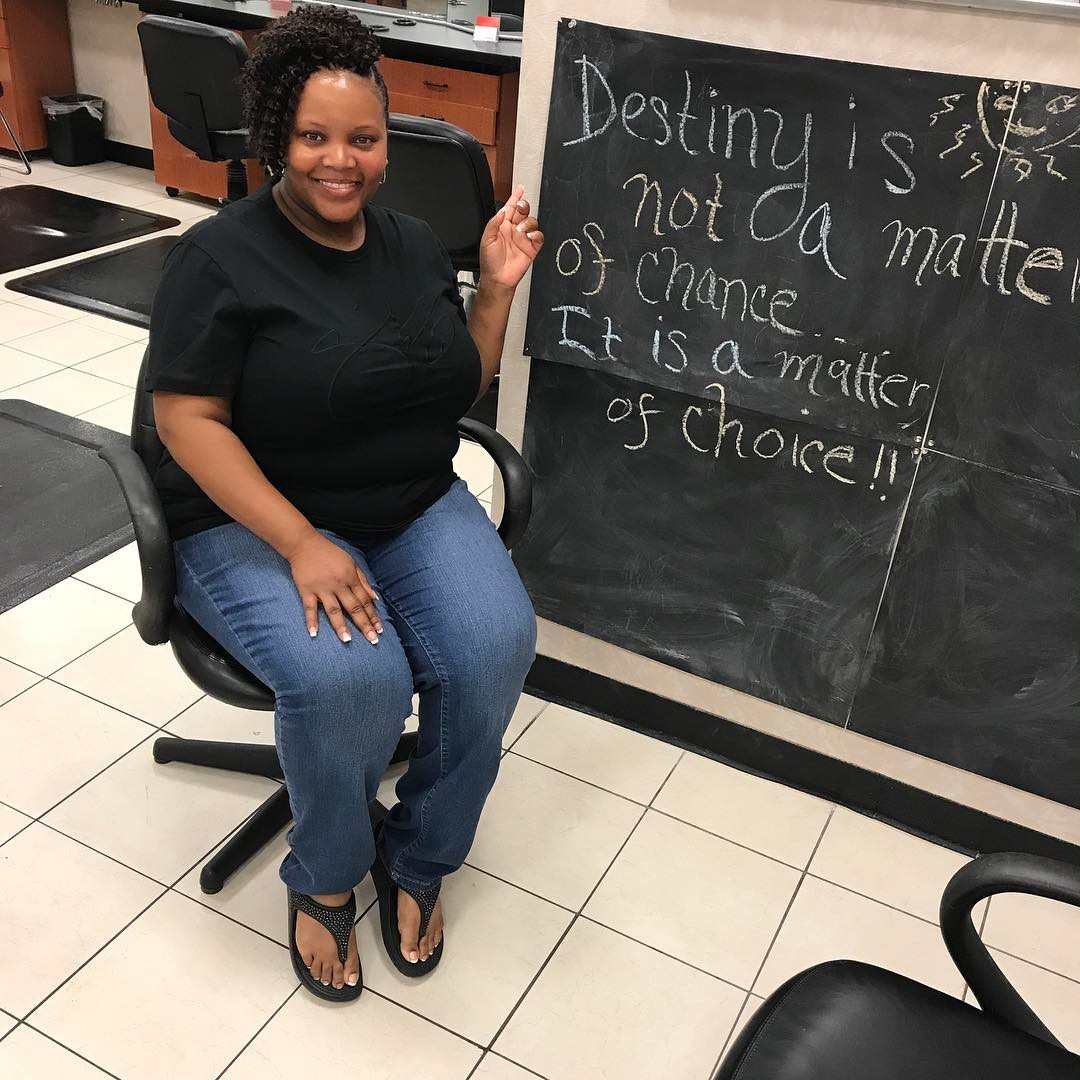 Destiny is
not a matter
of chance...
It is a matter
of choice!!